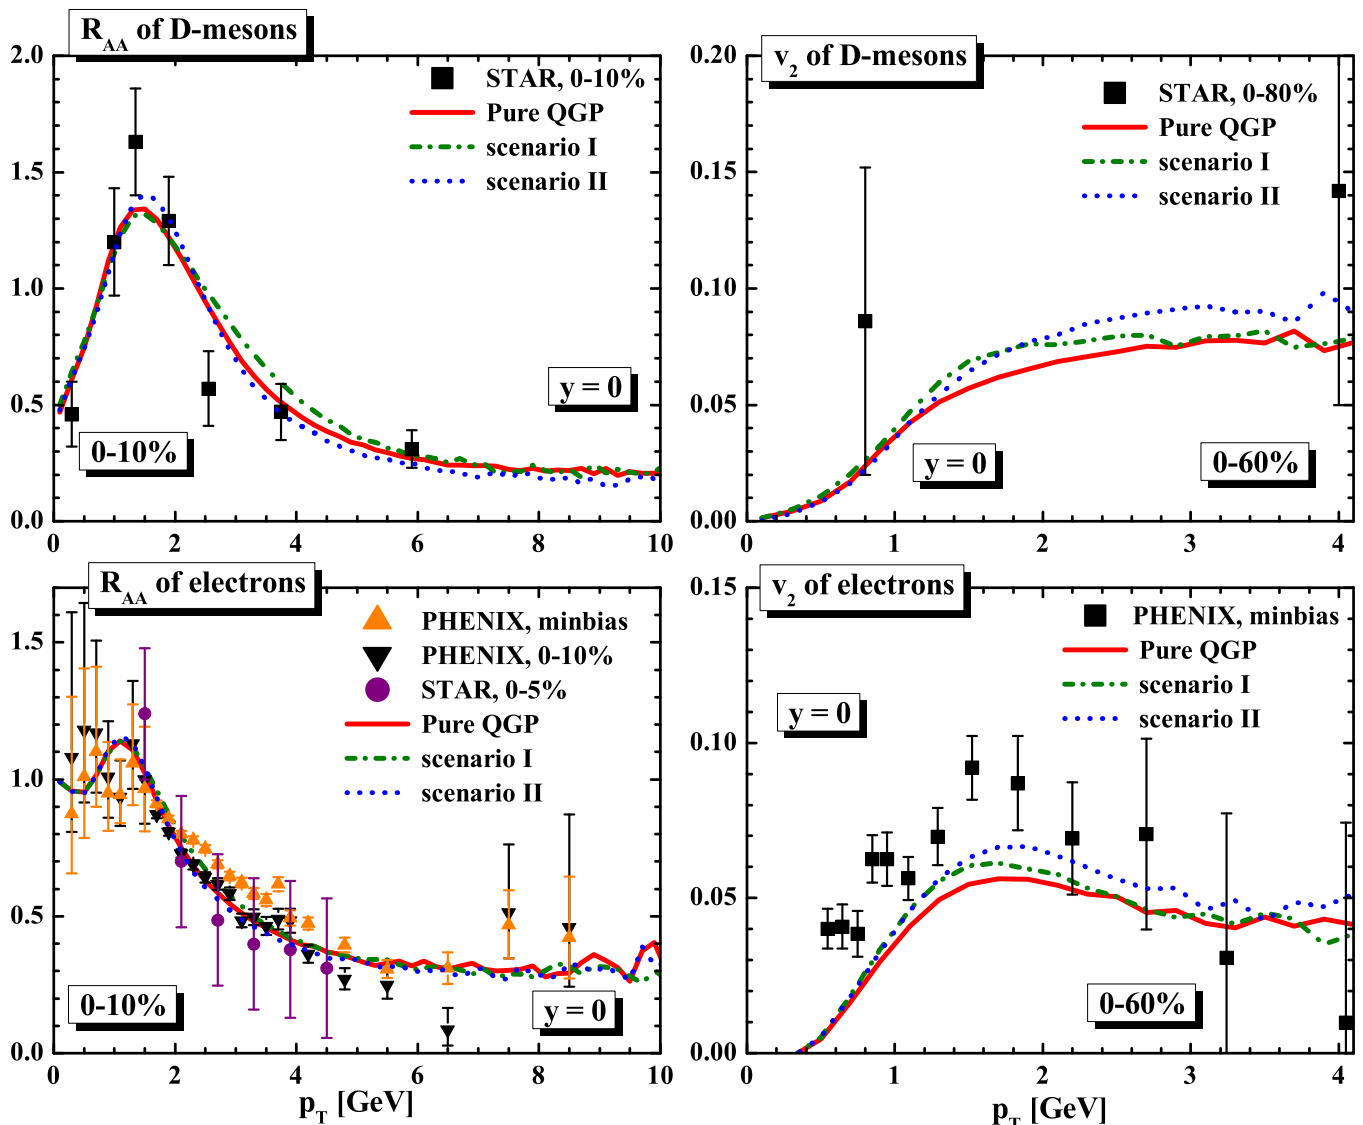 R_AA of D-mesons
STAR, 0-10%
Pure QGP
scenario I
scenario II
y = 0
0-10%
2.0
1.5
1.0
0.5
0.0
0 2 4 6 8 10
v_2 of D-mesons
STAR, 0-80%
Pure QGP
scenario I
scenario II
y = 0
0-60%
0.20
0.15
0.10
0.05
0.00
0 1 2 3 4
R_AA of electrons
PHENIX, minbias
PHENIX, 0-10%
STAR, 0-5%
Pure QGP
scenario I
scenario II
0-10%
y = 0
1.5
1.0
0.5
0.0
0 2 4 6 8 10
p_T [GeV]
v_2 of electrons
PHENIX, minbias
Pure QGP
scenario I
scenario II
y = 0
0-60%
0.15
0.10
0.05
0.00
0 1 2 3 4
p_T [GeV]